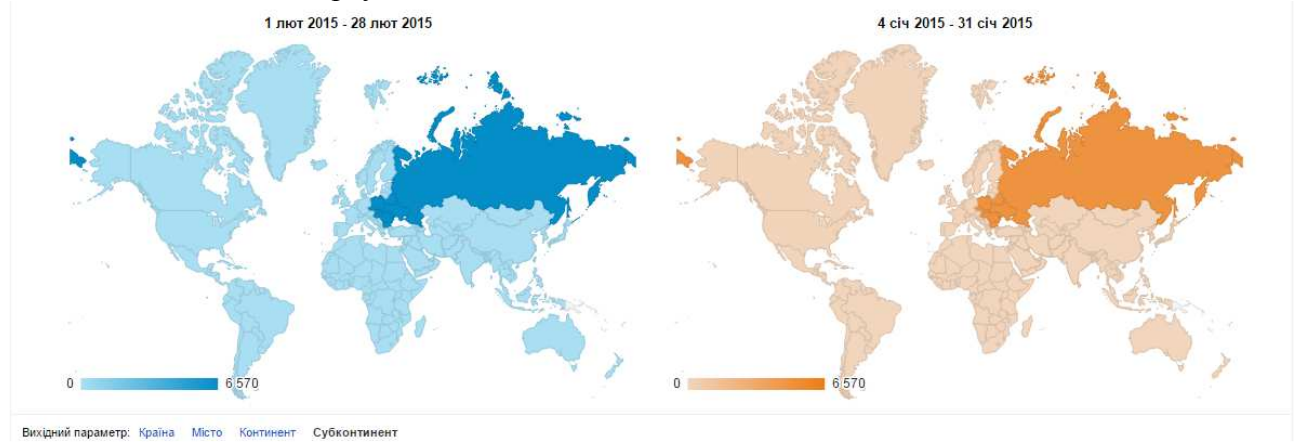 1 лют 2015 - 28 лют 2015
4 січ 2015 - 31 січ 2015
0 6 570
0 6 570
Вихідний параметр: Країна Місто Континент Субконтинент